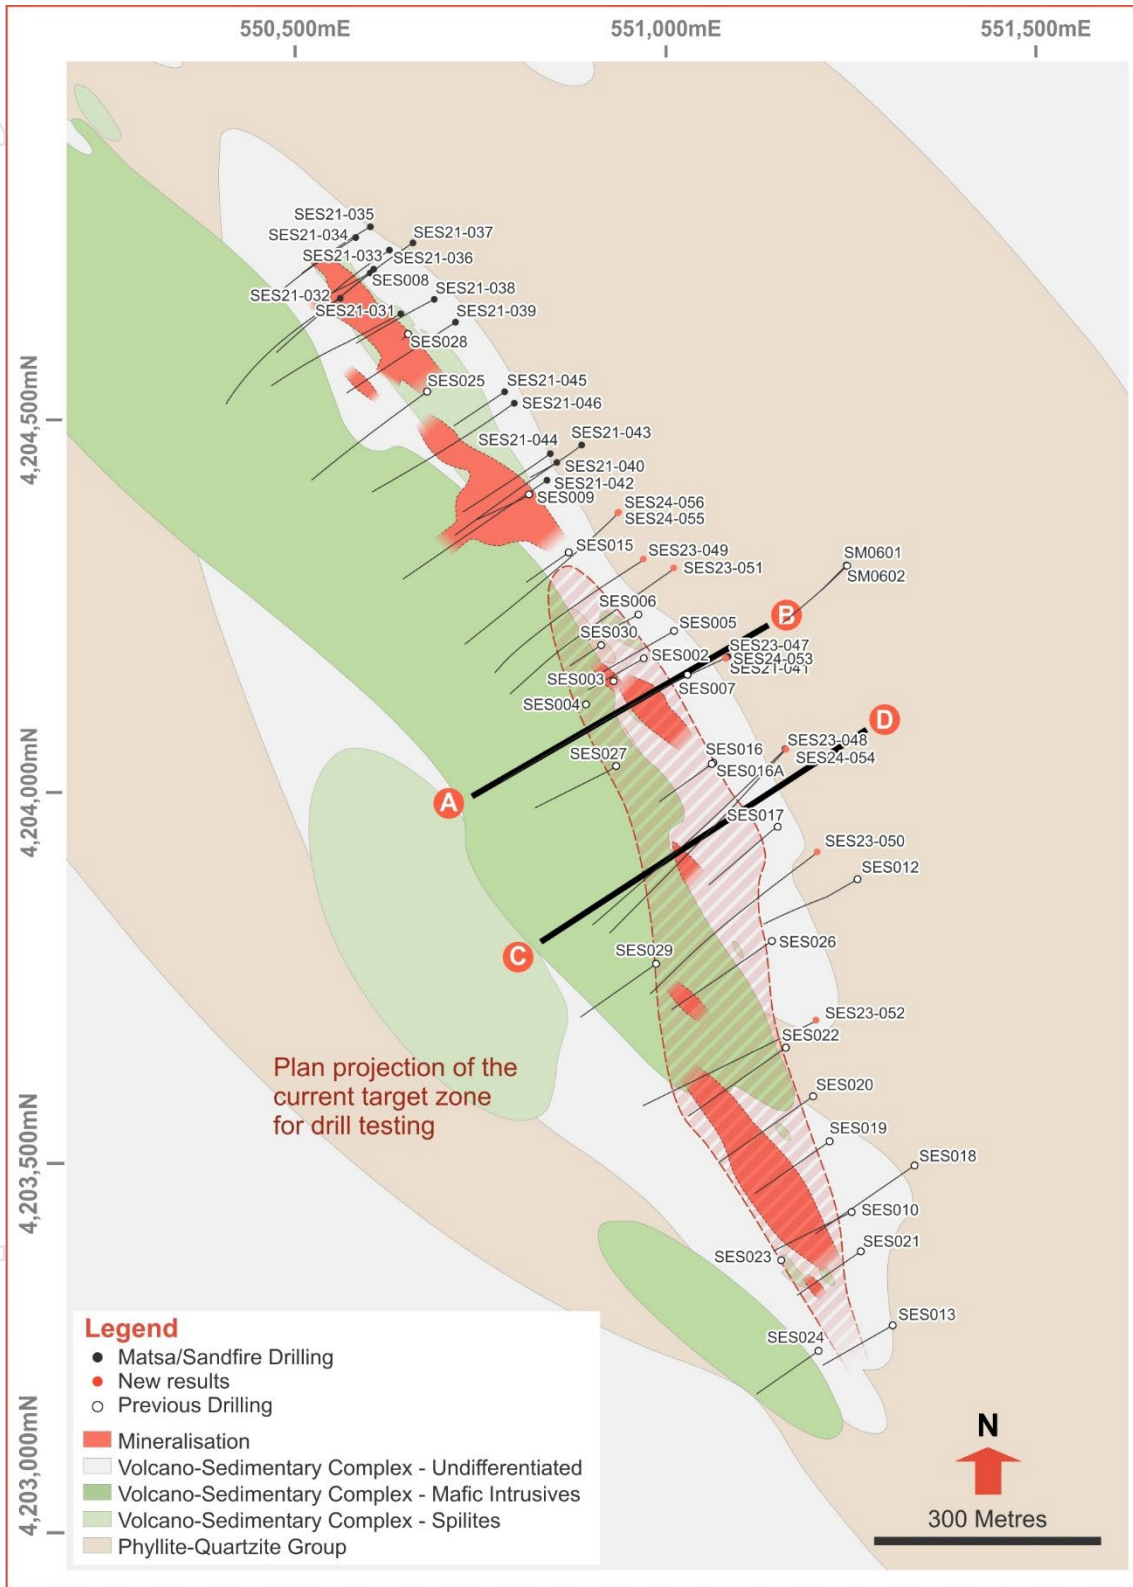 550,500mE
551,000mE
551,500mE
4,204,500mN
4,204,000mN
4,203,500mN
4,203,000mN
SES21-035
SES21-034
SES21-037
SES21-033
SES21-036
SES008
SES21-032
SES21-038
SES21-031
SES21-039
SES028
SES025
SES21-045
SES21-046
SES21-043
SES21-044
SES21-040
SES21-042
SES009
SES24-056
SES24-055
SES015
SES23-049
SES23-051
SM0601
SM0602
SES006
SES005
B
SES030
SES23-047
SES002
SES24-053
SES21-041
SES003
SES007
SES004
D
SES23-048
SES016
SES24-054
SES027
SES016A
A
SES017
SES23-050
SES012
SES026
SES029
C
SES23-052
SES022
Plan projection of the
current target zone
for drill testing
SES020
SES019
SES018
SES010
SES021
SES023
SES013
SES024
Legend
Matsa/Sandfire Drilling
New results
Previous Drilling
Mineralisation
Volcano-Sedimentary Complex - Undifferentiated
Volcano-Sedimentary Complex - Mafic Intrusives
Volcano-Sedimentary Complex - Spilites
Phyllite-Quartzite Group
N
300 Metres